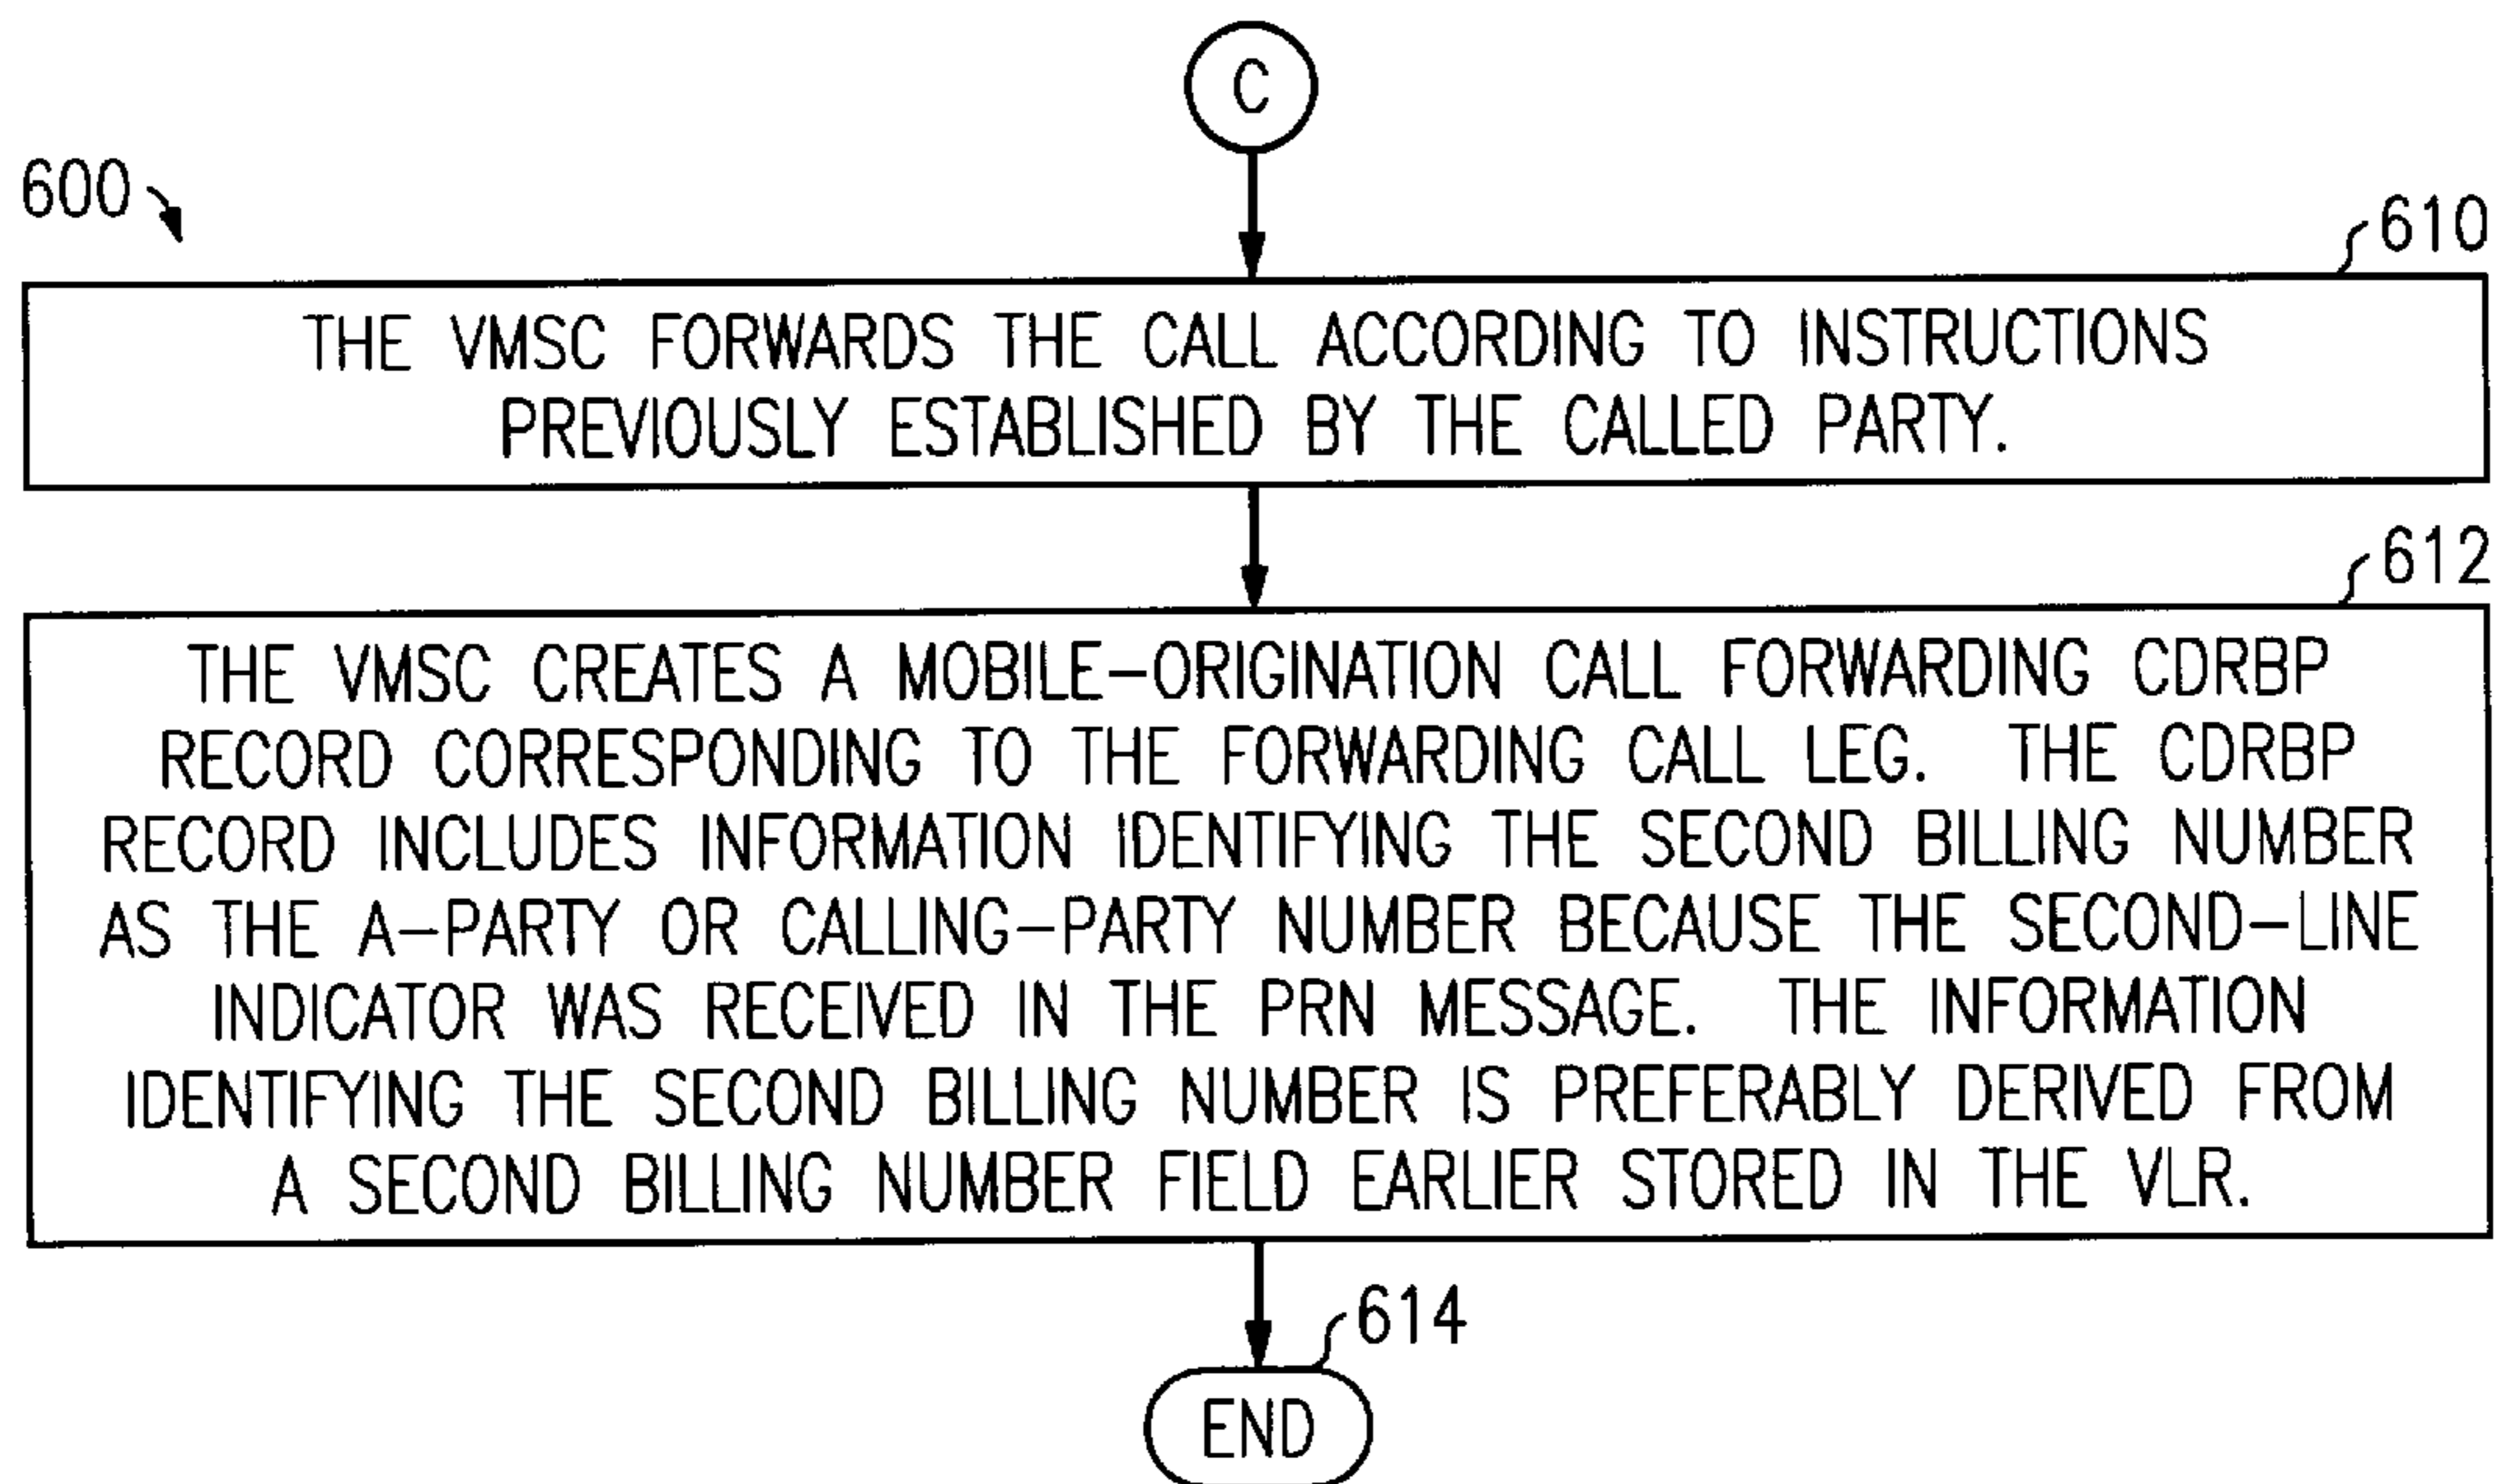 C
600
610
THE VMSC FORWARDS THE CALL ACCORDING TO INSTRUCTIONS
PREVIOUSLY ESTABLISHED BY THE CALLED PARTY.
612
THE VMSC CREATES A MOBILE-ORIGINATION CALL FORWARDING CDRBP
RECORD CORRESPONDING TO THE FORWARDING CALL LEG. THE CDRBP
RECORD INCLUDES INFORMATION IDENTIFYING THE SECOND BILLING NUMBER
AS THE A-PARTY OR CALLING-PARTY NUMBER BECAUSE THE SECOND-LINE
INDICATOR WAS RECEIVED IN THE PRN MESSAGE. THE INFORMATION
IDENTIFYING THE SECOND BILLING NUMBER IS PREFERABLY DERIVED FROM
A SECOND BILLING NUMBER FIELD EARLIER STORED IN THE VLR.
614
END